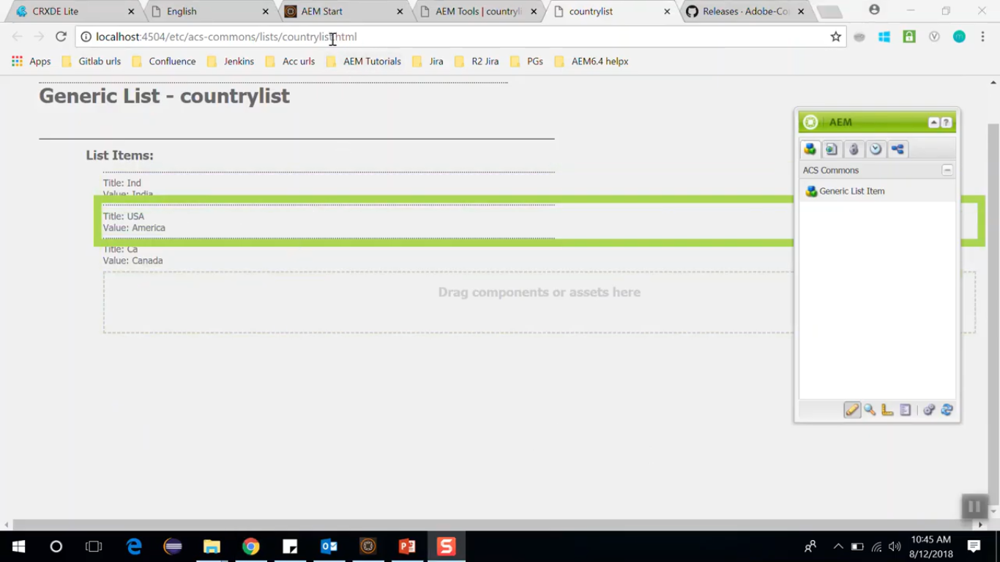 CRXDE Lite
English
AEM Start
AEM Tools | countryli
countrylist
Releases · Adobe-Co
localhost:4504/etc/acs-commons/lists/countrylist.html
Apps
Gitlab urls
Confluence
Jenkins
Acc urls
AEM Tutorials
Jira
R2 Jira
PGs
AEM6.4 helpx
Generic List - countrylist
List Items:
Title: Ind
Value: India
Title: USA
Value: America
Title: Ca
Value: Canada
Drag components or assets here
AEM
ACS Commons
Generic List Item
10:45 AM
8/12/2018